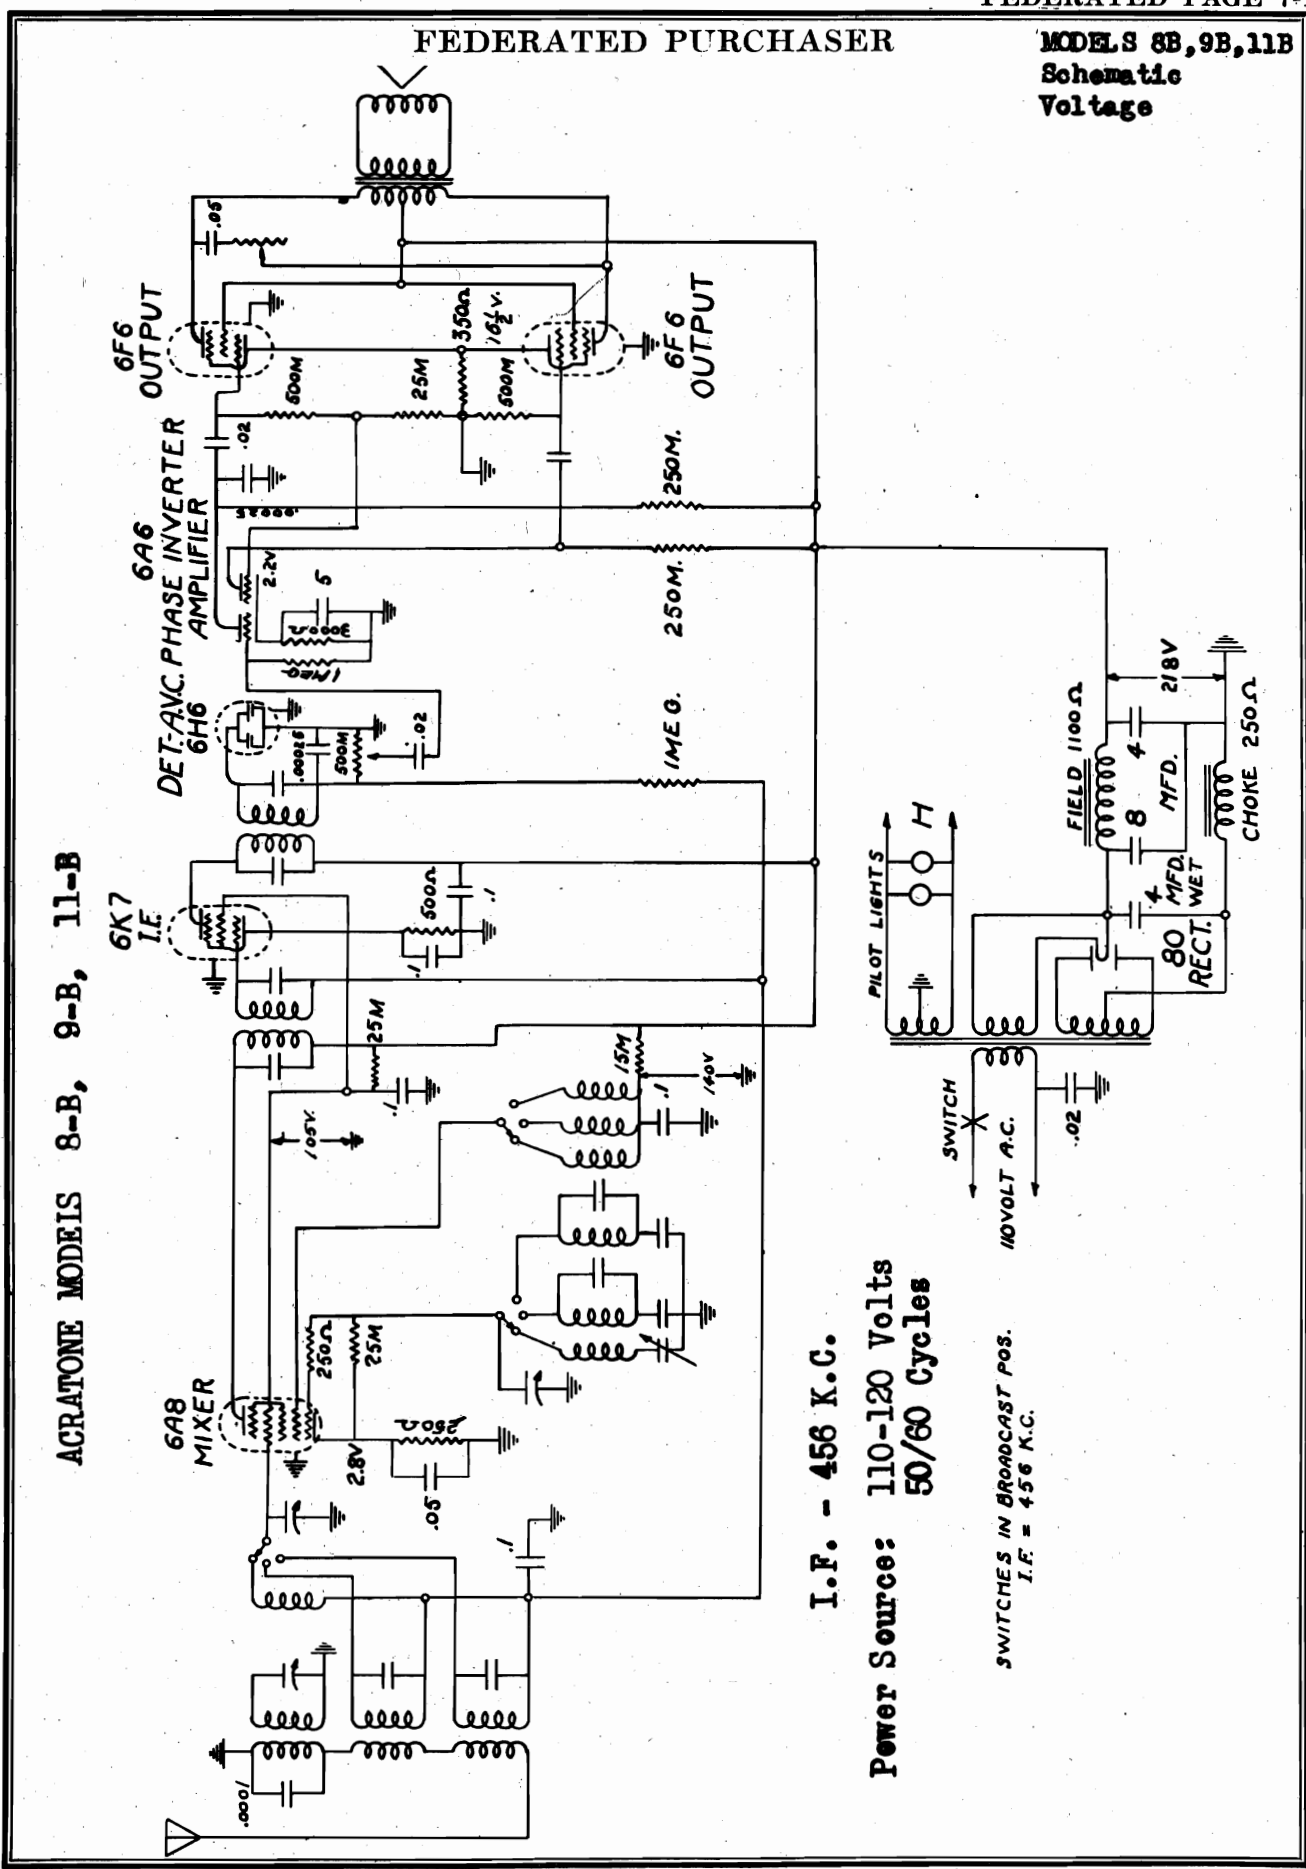 FEDERATED PAGE 7-
FEDERATED PURCHASER
MODELS 8B,9B,11B
Schematic
Voltage
ACRATONE MODELS 8-B, 9-B, 11-B
6A8
MIXER
6K7
I.F.
DET.-A.V.C. PHASE INVERTER
6H6
6A6
AMPLIFIER
6F6
OUTPUT
6F6
OUTPUT
.0001
.1
.05
250Ω
2.8V
250Ω
25M
105V.
.1
25M
15M
.1
140V
.1
500Ω
.1
.00025
500M
.02
1MEG.
1MEG.
3000Ω
5
2.2V
.000025
.02
500M
25M
500M
350Ω
16½V.
.05
250M.
250M.
PILOT LIGHTS
H
FIELD 1100Ω
218V
4
8
MFD.
4
MFD.
WET
80
RECT.
CHOKE 250Ω
SWITCH
110VOLT A.C.
.02
I.F. - 456 K.C.
Power Source: 110-120 Volts
50/60 Cycles
SWITCHES IN BROADCAST POS.
I.F. = 456 K.C.